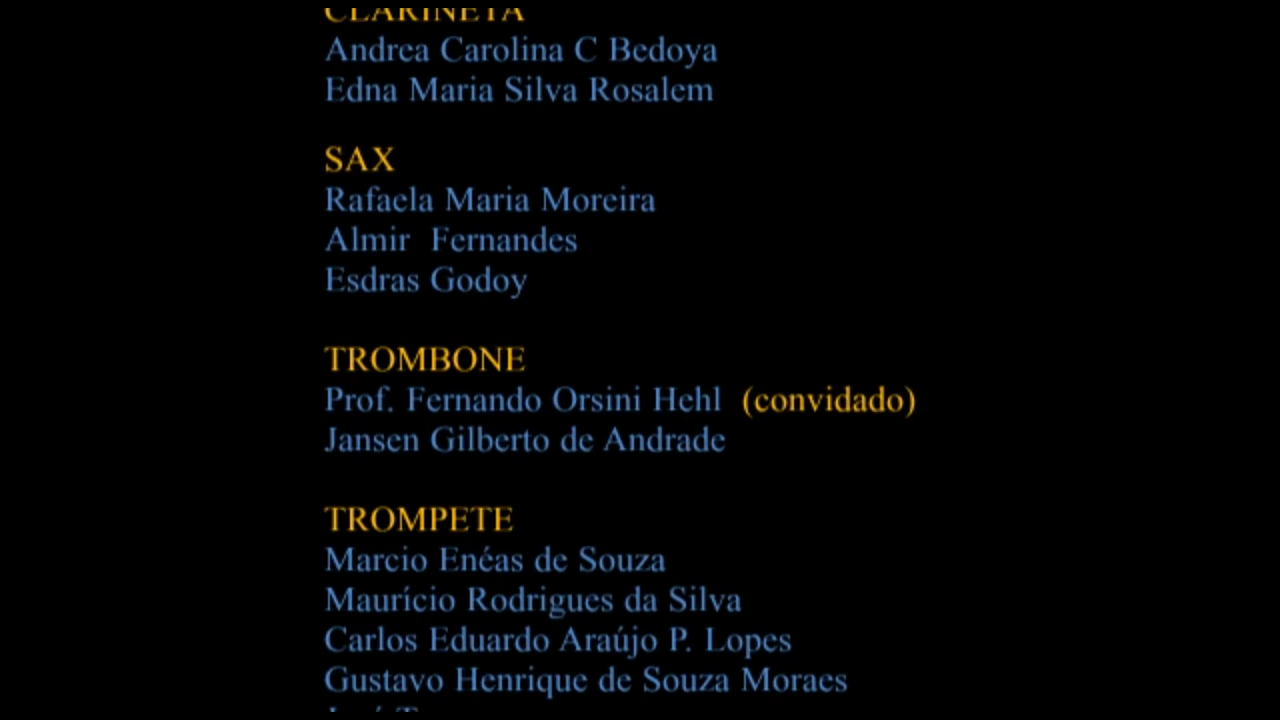 CLARINETA
Andrea Carolina C Bedoya
Edna Maria Silva Rosalem
SAX
Rafaela Maria Moreira
Almir Fernandes
Esdras Godoy
TROMBONE
Prof. Fernando Orsini Hehl (convidado)
Jansen Gilberto de Andrade
TROMPETE
Marcio Enéas de Souza
Maurício Rodrigues da Silva
Carlos Eduardo Araújo P. Lopes
Gustavo Henrique de Souza Moraes